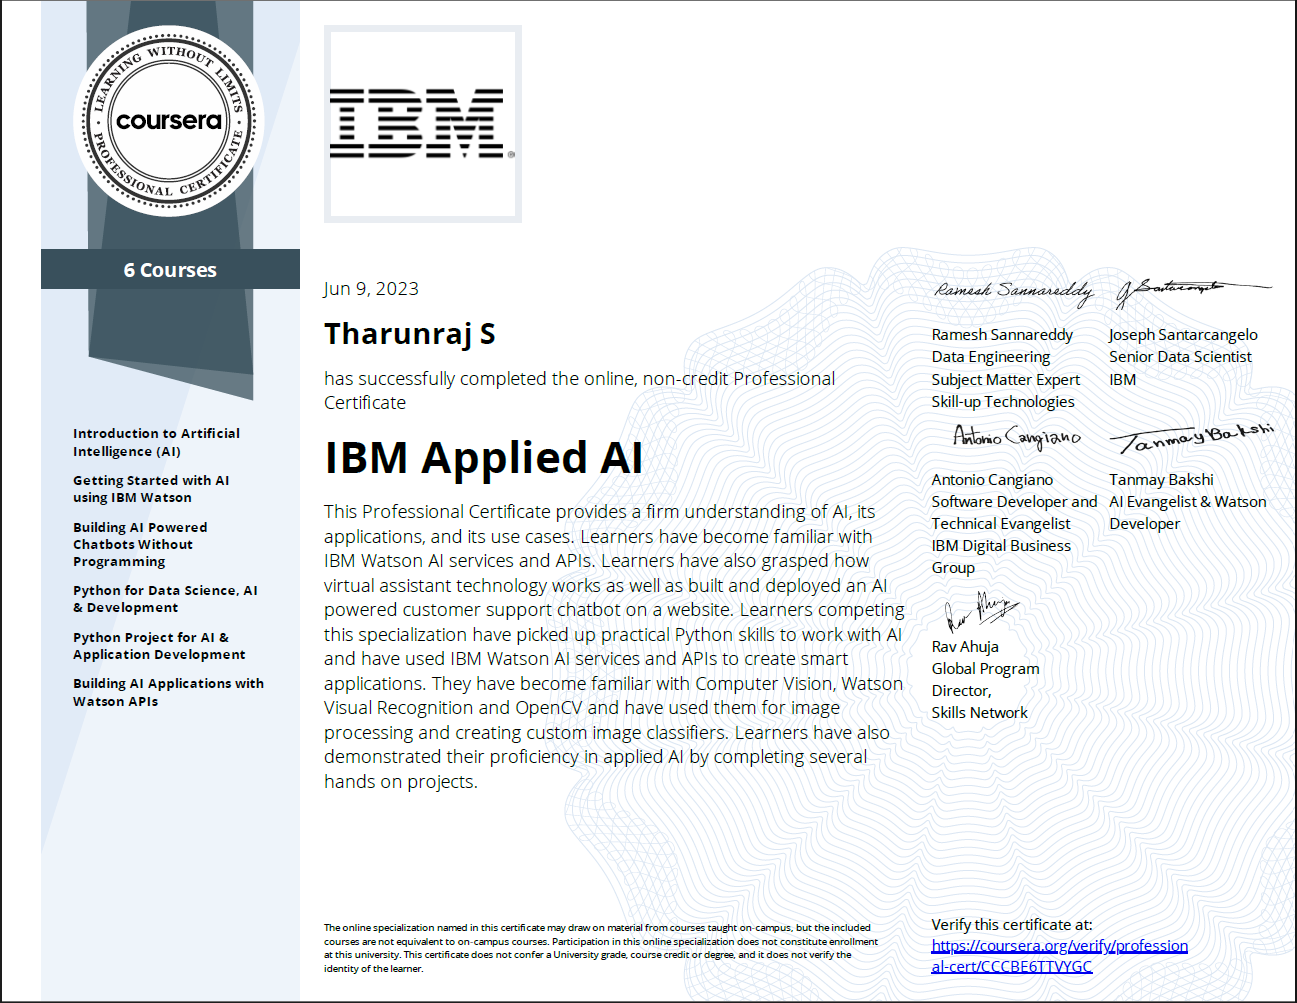 LEARNING WITHOUT LIMITS
coursera
PROFESSIONAL CERTIFICATE
6 Courses
Introduction to Artificial
Intelligence (AI)
Getting Started with AI
using IBM Watson
Building AI Powered
Chatbots Without
Programming
Python for Data Science, AI
& Development
Python Project for AI &
Application Development
Building AI Applications with
Watson APIs
IBM®
Jun 9, 2023
Tharunraj S
has successfully completed the online, non-credit Professional
Certificate
IBM Applied AI
This Professional Certificate provides a firm understanding of AI, its
applications, and its use cases. Learners have become familiar with
IBM Watson AI services and APIs. Learners have also grasped how
virtual assistant technology works as well as built and deployed an AI
powered customer support chatbot on a website. Learners competing
this specialization have picked up practical Python skills to work with AI
and have used IBM Watson AI services and APIs to create smart
applications. They have become familiar with Computer Vision, Watson
Visual Recognition and OpenCV and have used them for image
processing and creating custom image classifiers. Learners have also
demonstrated their proficiency in applied AI by completing several
hands on projects.
The online specialization named in this certificate may draw on material from courses taught on-campus, but the included
courses are not equivalent to on-campus courses. Participation in this online specialization does not constitute enrollment
at this university. This certificate does not confer a University grade, course credit or degree, and it does not verify the
identity of the learner.
Ramesh Sannareddy
Ramesh Sannareddy
Data Engineering
Subject Matter Expert
Skill-up Technologies
J Santarcangelo
Joseph Santarcangelo
Senior Data Scientist
IBM
Antonio Cangiano
Antonio Cangiano
Software Developer and
Technical Evangelist
IBM Digital Business
Group
Tanmay Bakshi
Tanmay Bakshi
AI Evangelist & Watson
Developer
Rav Ahuja
Rav Ahuja
Global Program
Director,
Skills Network
Verify this certificate at:
https://coursera.org/verify/profession
al-cert/CCCBE6TTVYGC